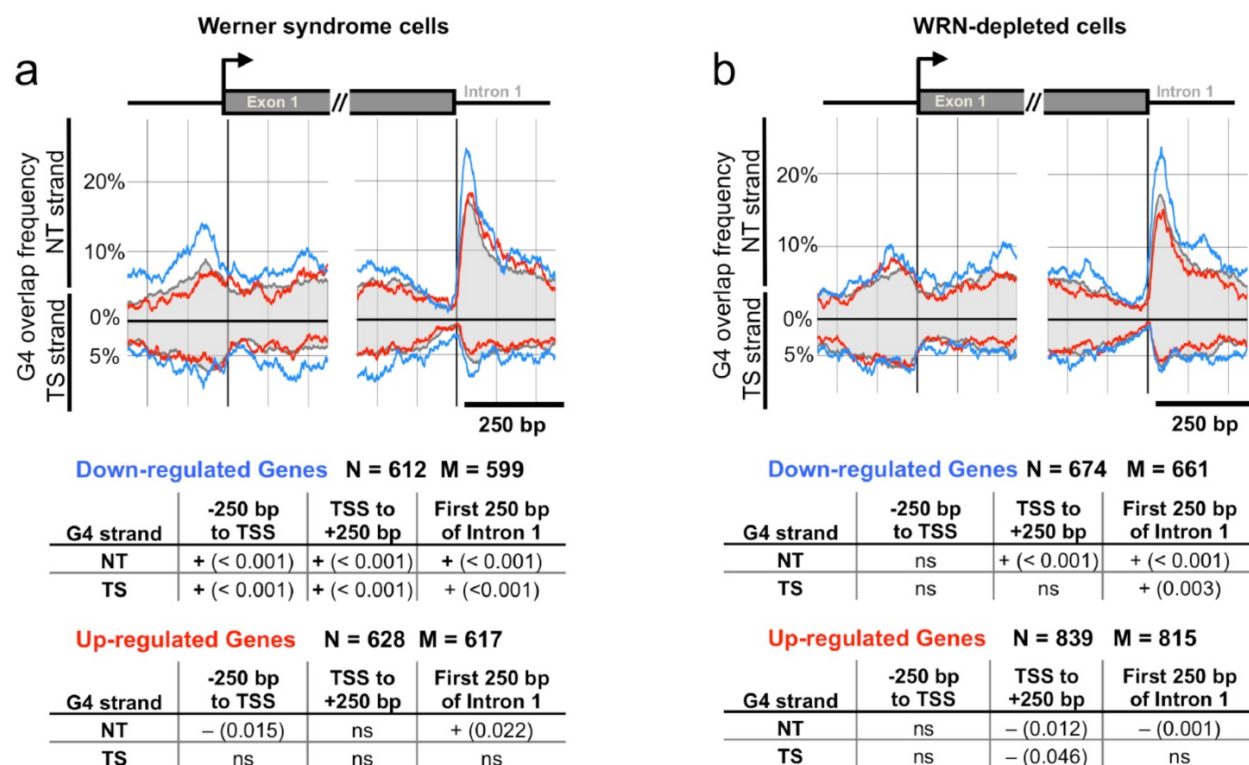 Werner syndrome cells
a
Exon 1
//
Intron 1
G4 overlap frequency
NT strand
TS strand
20%
10%
0%
5%
250 bp
Down-regulated Genes N = 612 M = 599
G4 strand -250 bp to TSS TSS to +250 bp First 250 bp of Intron 1
NT + (< 0.001) + (< 0.001) + (< 0.001)
TS + (< 0.001) + (< 0.001) + (<0.001)
Up-regulated Genes N = 628 M = 617
G4 strand -250 bp to TSS TSS to +250 bp First 250 bp of Intron 1
NT – (0.015) ns + (0.022)
TS ns ns ns
WRN-depleted cells
b
Exon 1
//
Intron 1
G4 overlap frequency
NT strand
TS strand
20%
10%
0%
5%
250 bp
Down-regulated Genes N = 674 M = 661
G4 strand -250 bp to TSS TSS to +250 bp First 250 bp of Intron 1
NT ns + (< 0.001) + (< 0.001)
TS ns ns + (0.003)
Up-regulated Genes N = 839 M = 815
G4 strand -250 bp to TSS TSS to +250 bp First 250 bp of Intron 1
NT ns – (0.012) – (0.001)
TS ns – (0.046) ns